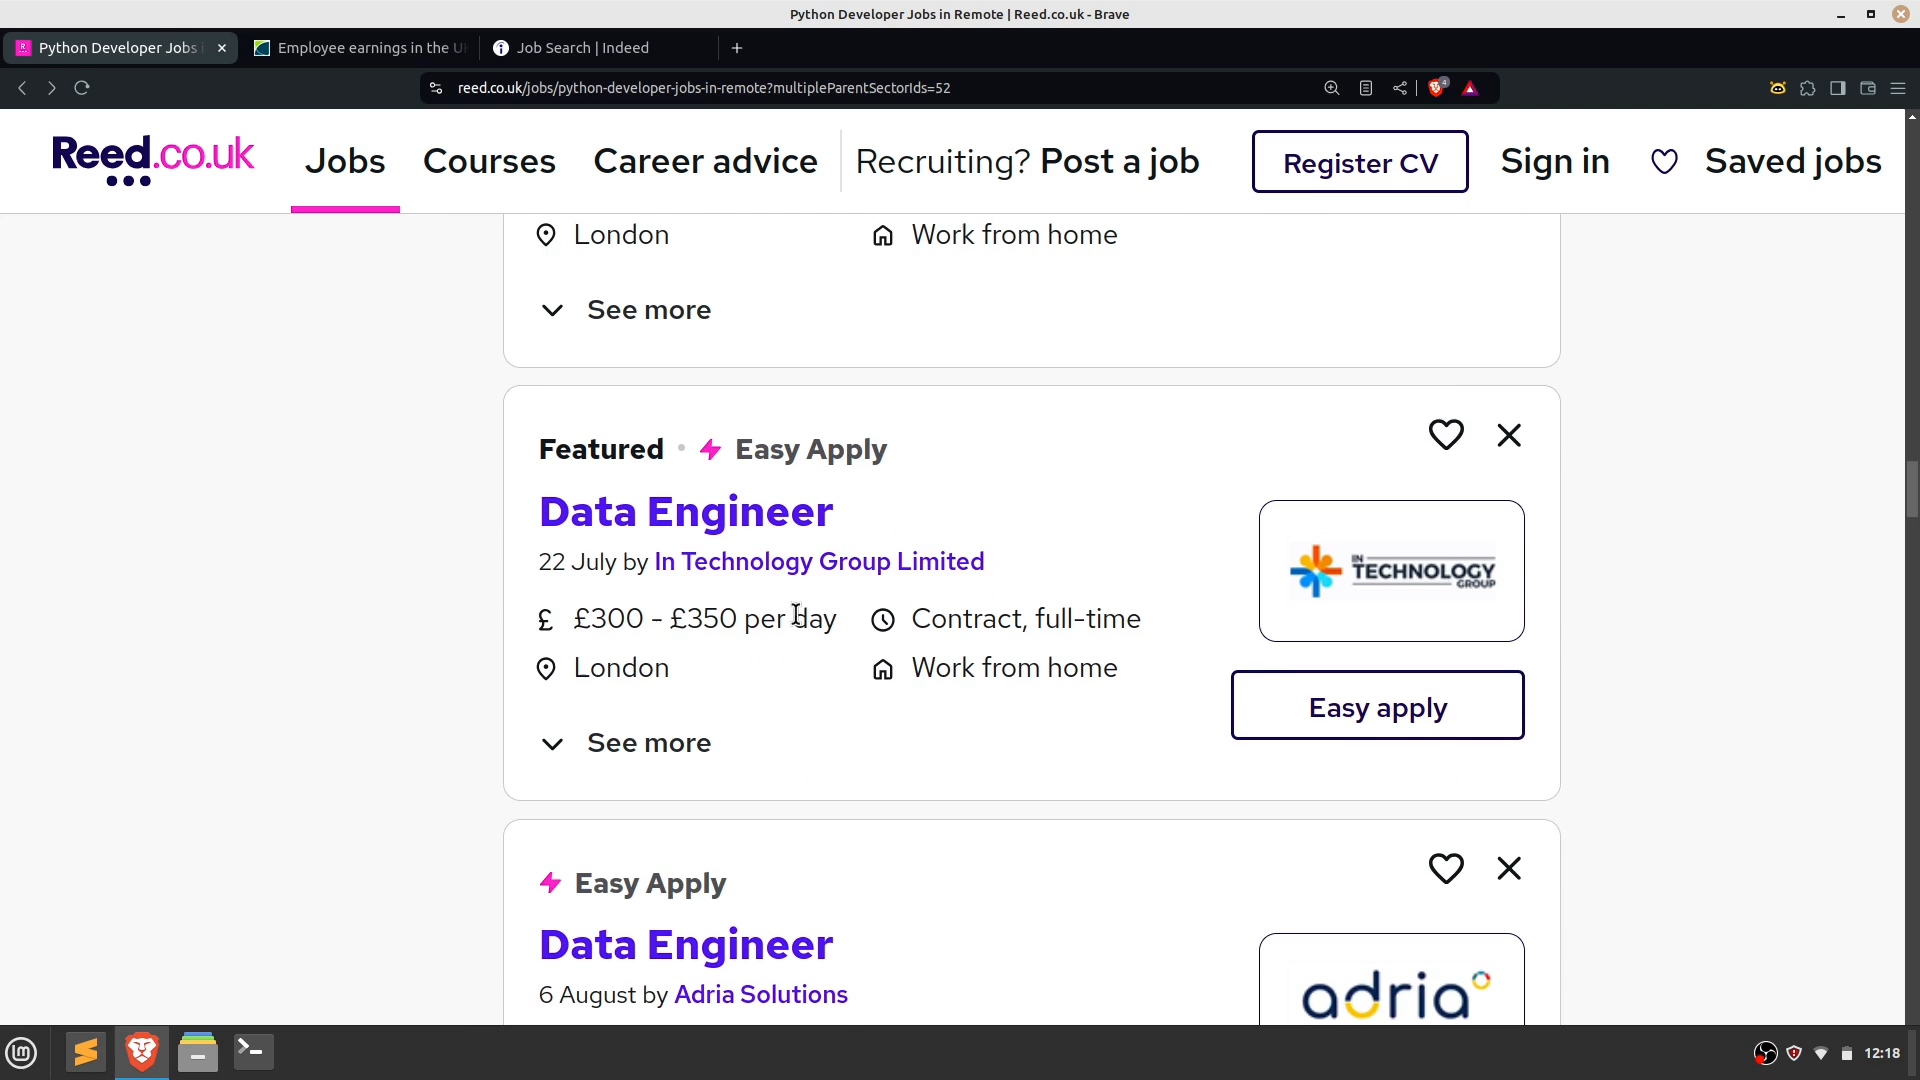 Python Developer Jobs in Remote | Reed.co.uk - Brave
Python Developer Jobs i
Employee earnings in the U
Job Search | Indeed
reed.co.uk/jobs/python-developer-jobs-in-remote?multipleParentSectorIds=52
4
Reed.co.uk
Jobs
Courses
Career advice
Recruiting? Post a job
Register CV
Sign in
Saved jobs
London
Work from home
See more
Featured • Easy Apply
Data Engineer
22 July by In Technology Group Limited
IN
TECHNOLOGY
GROUP
£ £300 - £350 per day
Contract, full-time
London
Work from home
Easy apply
See more
Easy Apply
Data Engineer
6 August by Adria Solutions
adria
12:18